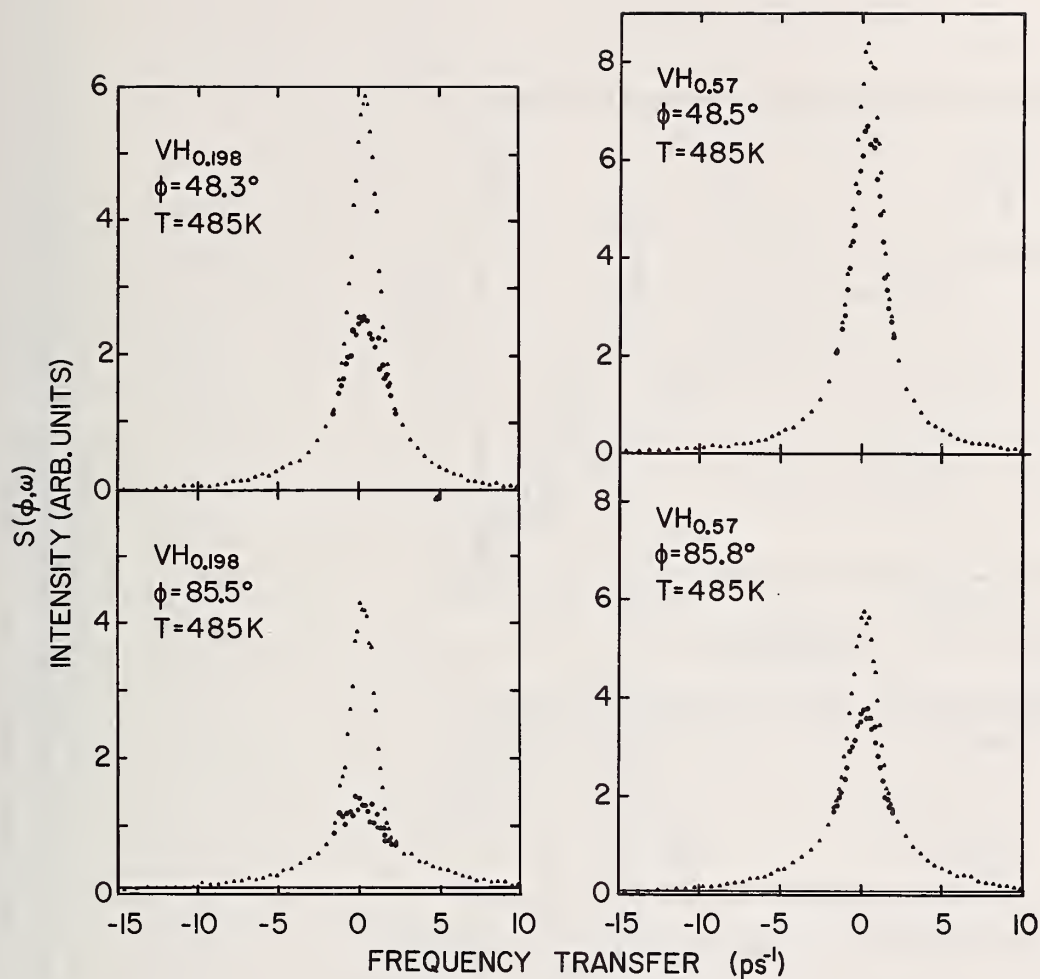 S(φ,ω)
INTENSITY (ARB. UNITS)
6
4
2
0
VH0.198
φ=48.3°
T=485K
8
6
4
2
0
VH0.57
φ=48.5°
T=485K
4
2
0
VH0.198
φ=85.5°
T=485K
8
6
4
2
0
VH0.57
φ=85.8°
T=485K
-15 -10 -5 0 5 10
-15 -10 -5 0 5 10
FREQUENCY TRANSFER (ps-1)